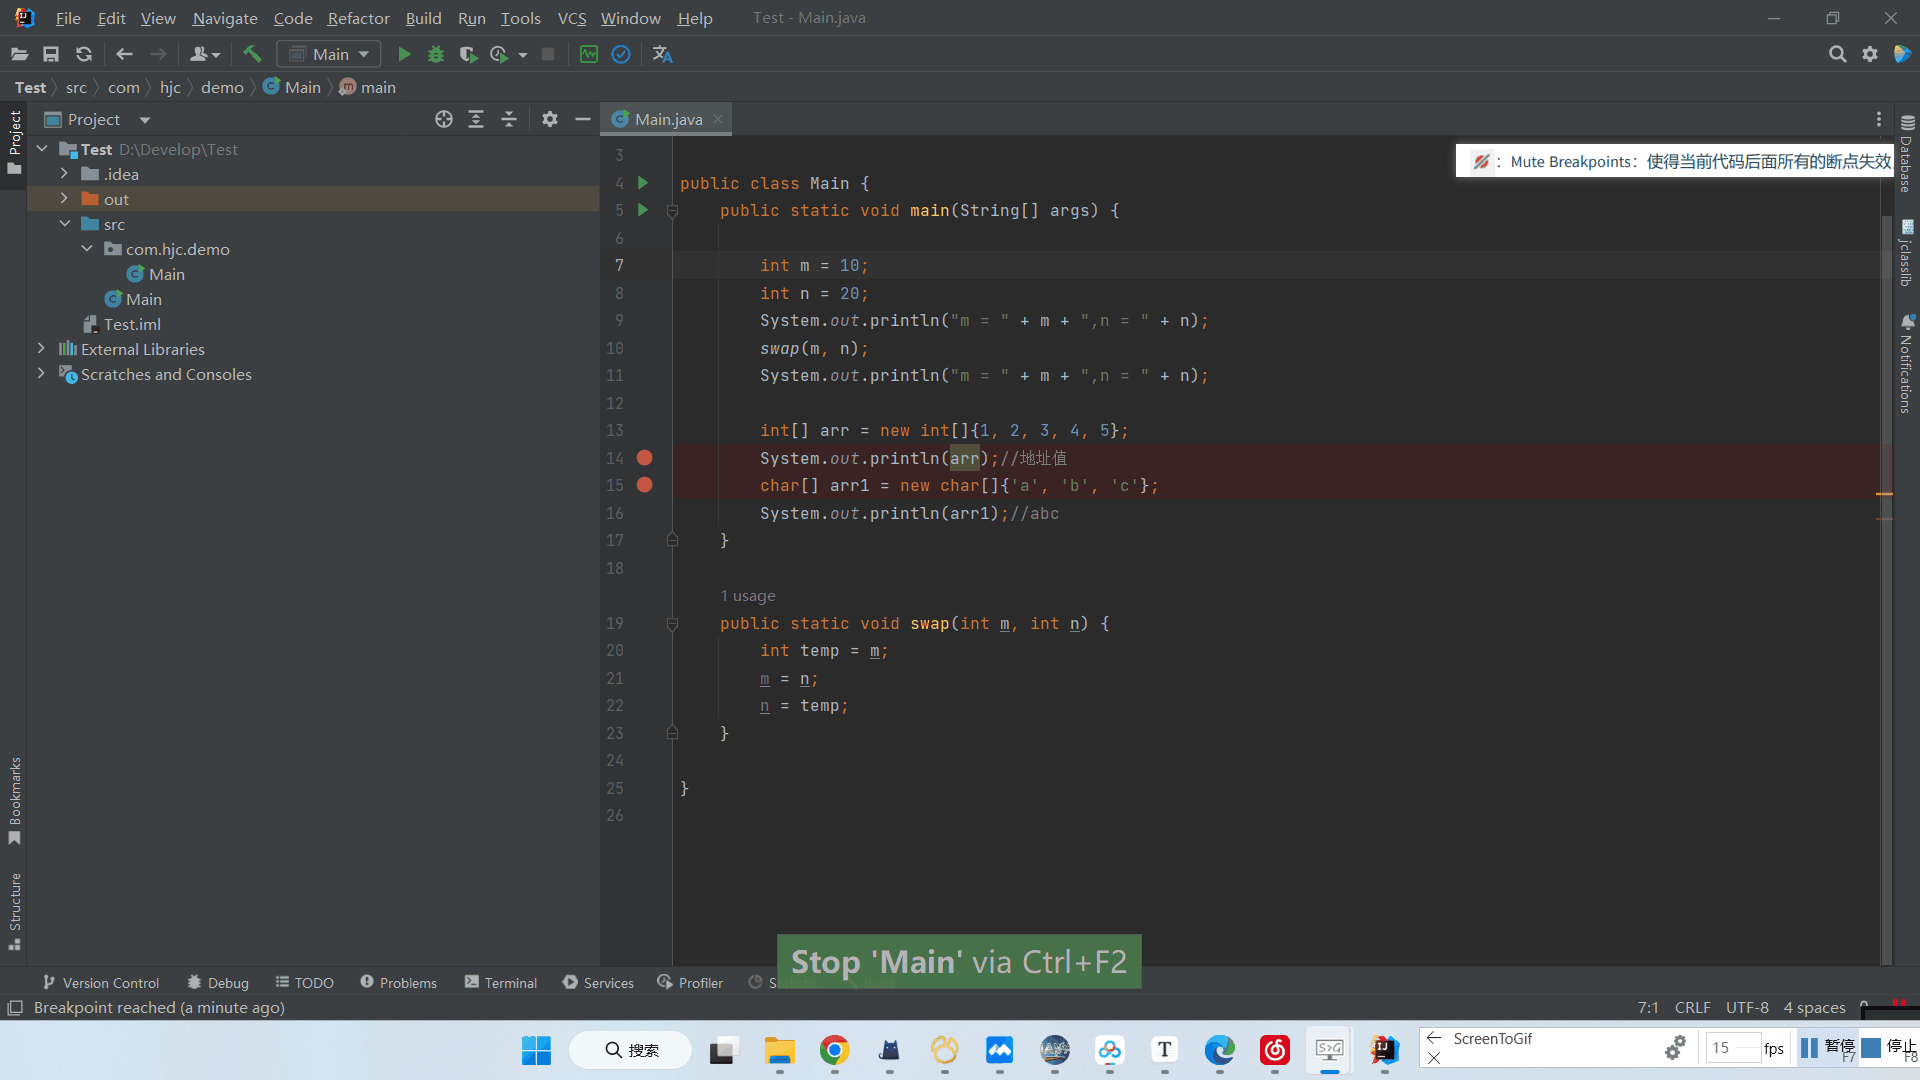 File Edit View Navigate Code Refactor Build Run Tools VCS Window Help Test - Main.java
Main
Test src com hjc demo Main main
Project
Main.java
Test D:\Develop\Test
.idea
out
src
com.hjc.demo
Main
Main
Test.iml
External Libraries
Scratches and Consoles
Project
Bookmarks
Structure
3
4 public class Main {
5 public static void main(String[] args) {
6
7 int m = 10;
8 int n = 20;
9 System.out.println("m = " + m + ",n = " + n);
10 swap(m, n);
11 System.out.println("m = " + m + ",n = " + n);
12
13 int[] arr = new int[]{1, 2, 3, 4, 5};
14 System.out.println(arr);//地址值
15 char[] arr1 = new char[]{'a', 'b', 'c'};
16 System.out.println(arr1);//abc
17 }
18
1 usage
19 public static void swap(int m, int n) {
20 int temp = m;
21 m = n;
22 n = temp;
23 }
24
25 }
26
: Mute Breakpoints：使得当前代码后面所有的断点失效
Database
jclasslib
Notifications
Stop 'Main' via Ctrl+F2
Version Control Debug TODO Problems Terminal Services Profiler Build
Breakpoint reached (a minute ago) 7:1 CRLF UTF-8 4 spaces
搜索
T
S>G
ScreenToGif
15 fps
暂停 F7
停止 F8